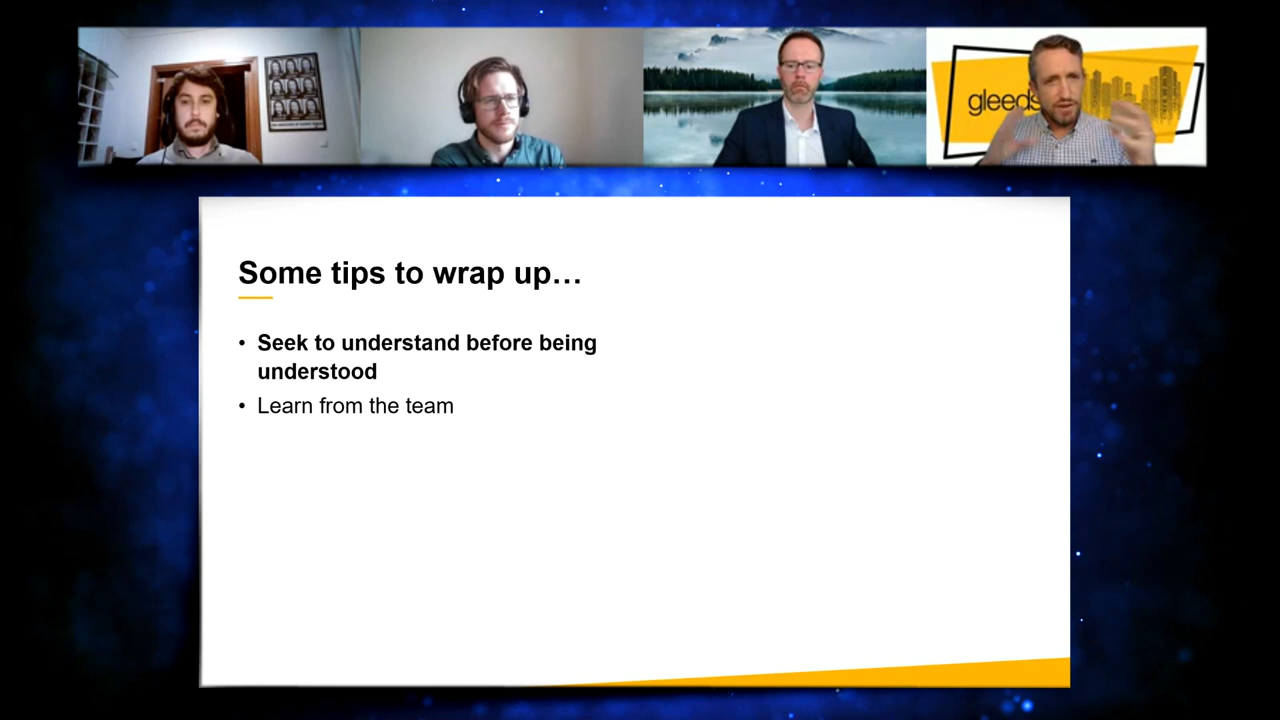 gleeds
Some tips to wrap up…
• Seek to understand before being
understood
• Learn from the team